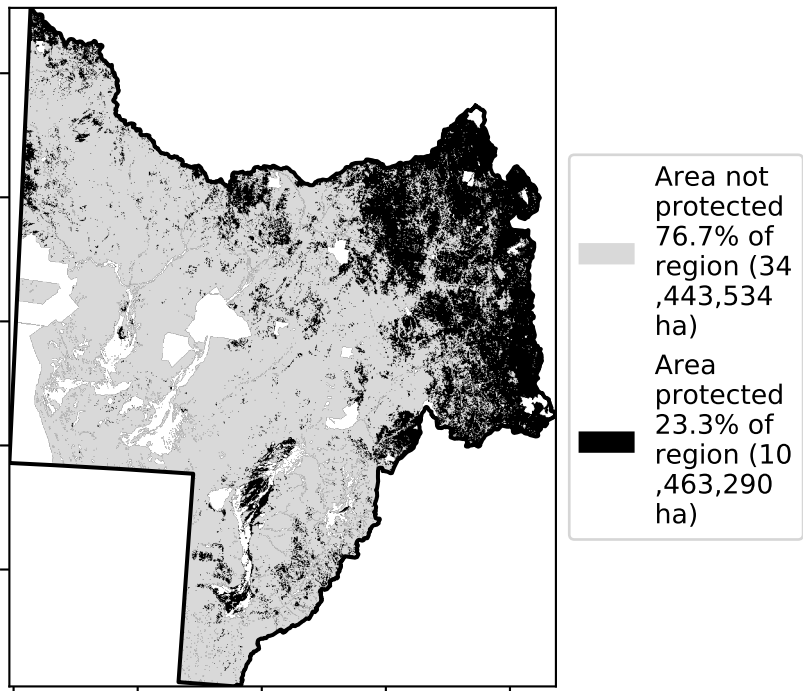 Area not
protected
76.7% of
region (34
,443,534
ha)
Area
protected
23.3% of
region (10
,463,290
ha)